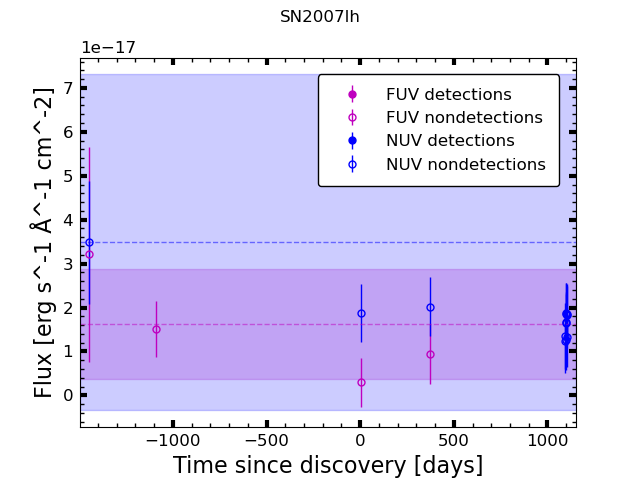 SN2007lh
1e−17
FUV detections
FUV nondetections
NUV detections
NUV nondetections
7
6
5
4
3
2
1
0
Flux [erg s^-1 Å^-1 cm^-2]
−1000 −500 0 500 1000
Time since discovery [days]